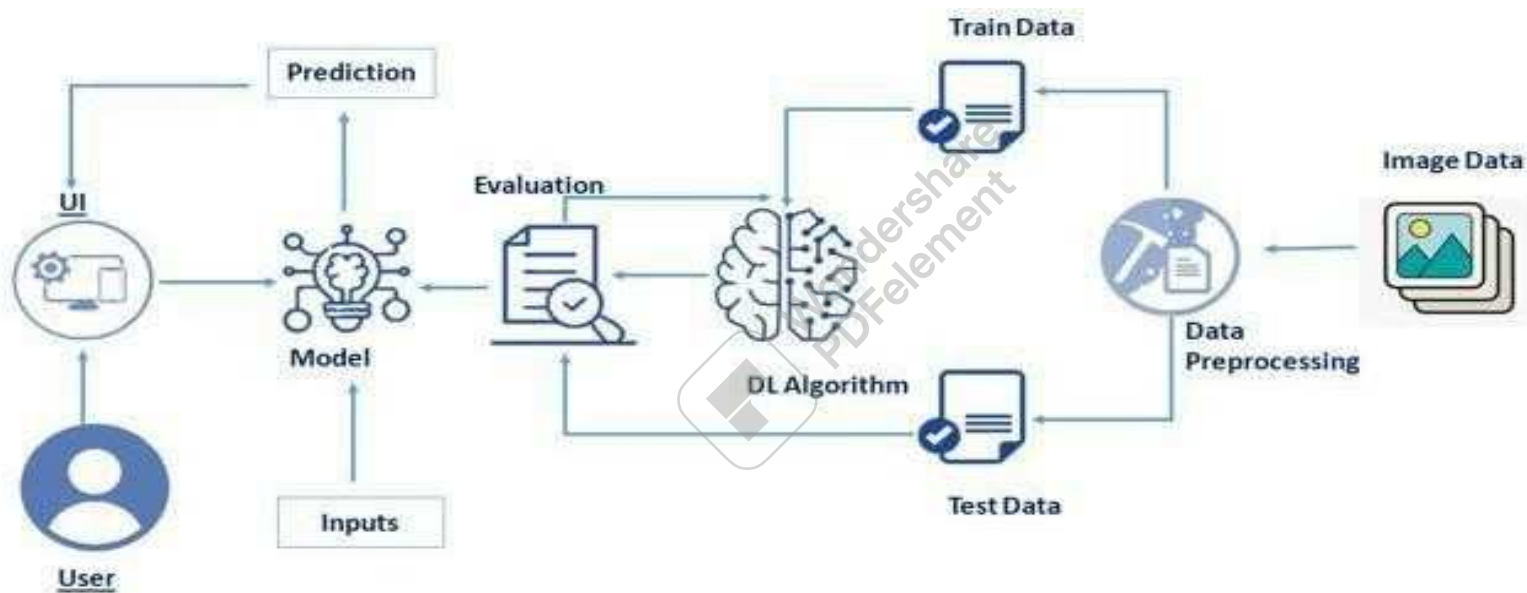 Train Data
Prediction
Image Data
Evaluation
UI
Model
Data
Preprocessing
DL Algorithm
Inputs
Test Data
User
Wondershare
PDFelement